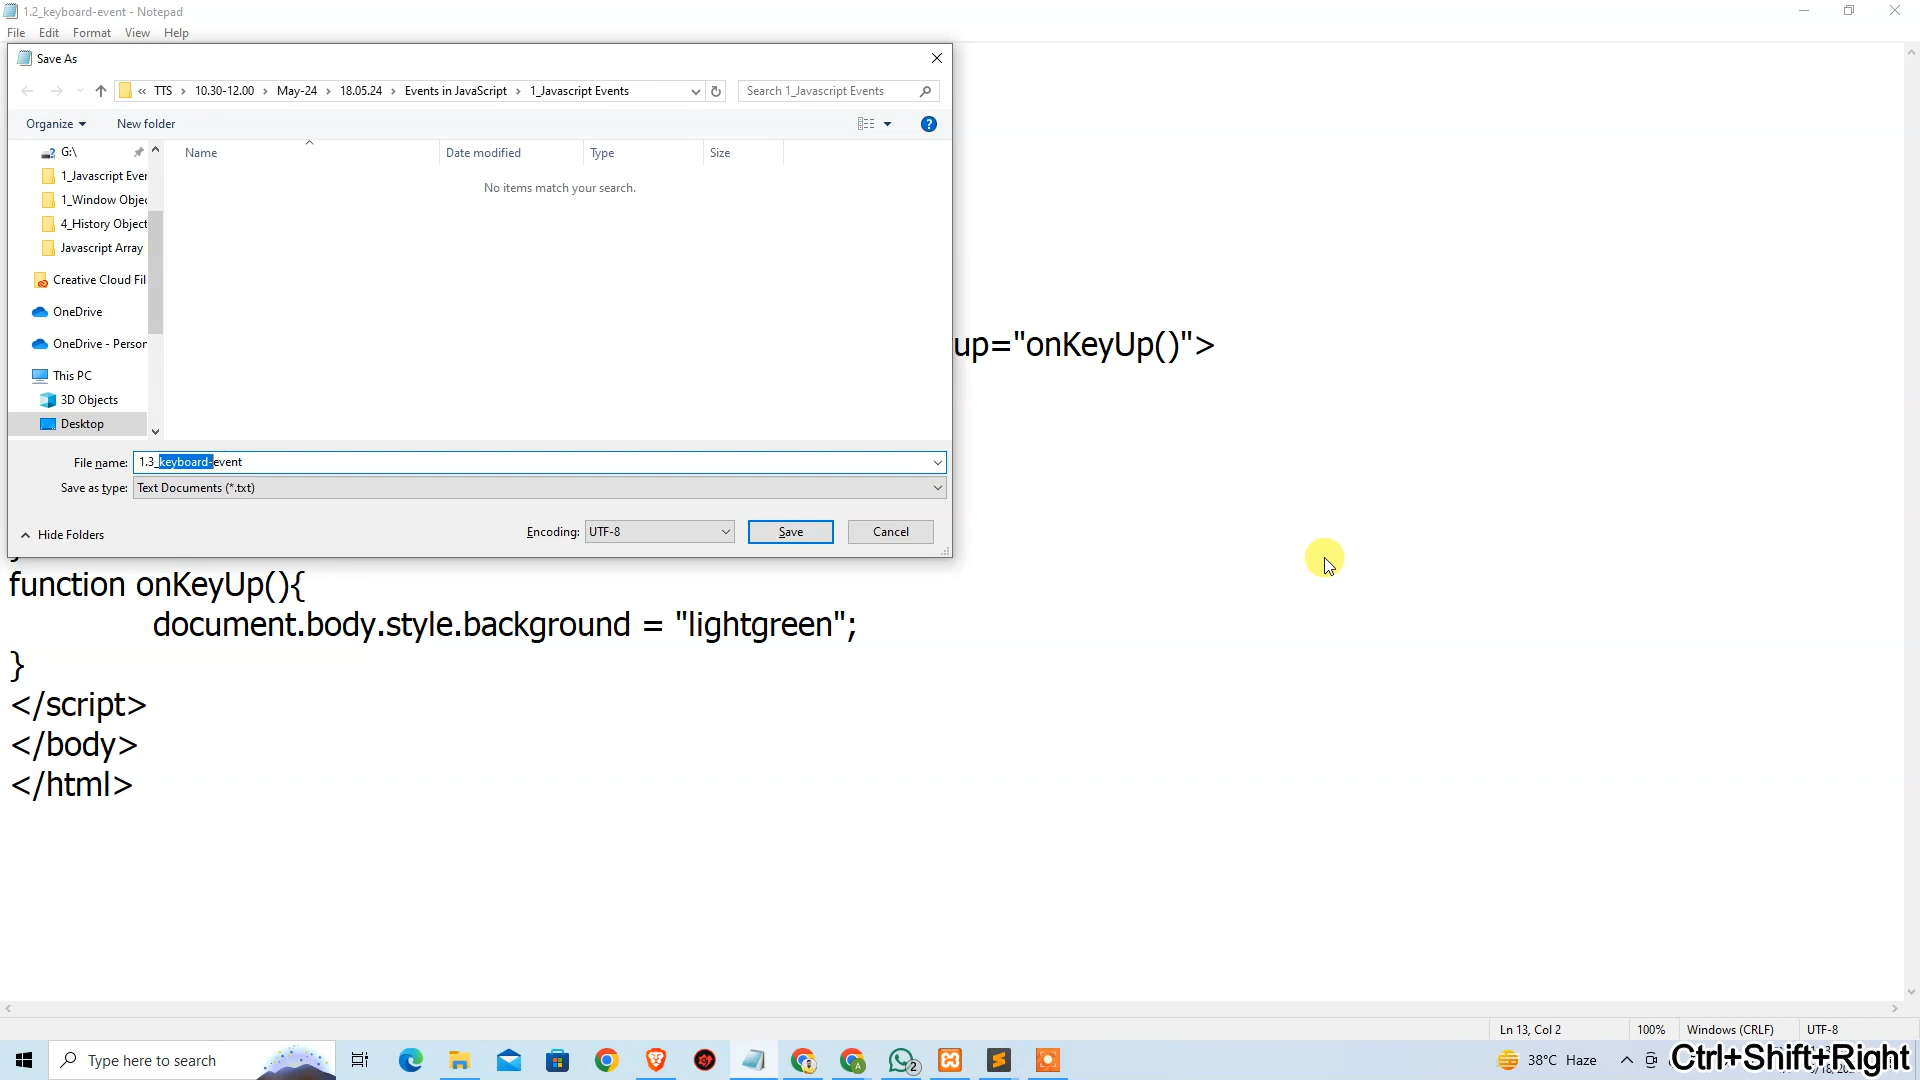 1.2_keyboard-event - Notepad
File Edit Format View Help
Save As
« TTS › 10.30-12.00 › May-24 › 18.05.24 › Events in JavaScript › 1_Javascript Events
Search 1_Javascript Events
Organize New folder
Name Date modified Type Size
No items match your search.
G:\
1_Javascript Ever
1_Window Objec
4_History Object
Javascript Array
Creative Cloud Fil
OneDrive
OneDrive - Person
This PC
3D Objects
Desktop
up="onKeyUp()">
File name: 1.3_keyboard-event
Save as type: Text Documents (*.txt)
Hide Folders
Encoding: UTF-8 Save Cancel
function onKeyUp(){
document.body.style.background = "lightgreen";
}
</script>
</body>
</html>
Ln 13, Col 2 100% Windows (CRLF) UTF-8
Type here to search
2
38°C Haze
Ctrl+Shift+Right